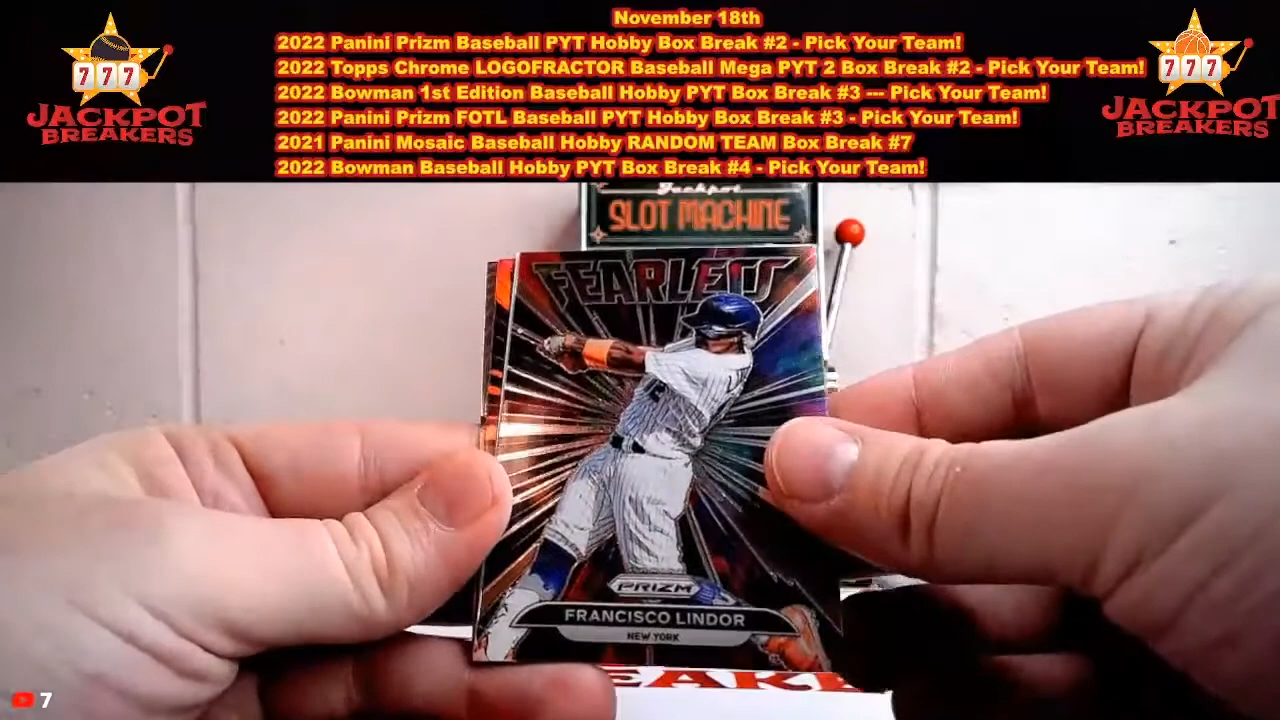 November 18th
2022 Panini Prizm Baseball PYT Hobby Box Break #2 - Pick Your Team!
2022 Topps Chrome LOGOFRACTOR Baseball Mega PYT 2 Box Break #2 - Pick Your Team!
2022 Bowman 1st Edition Baseball Hobby PYT Box Break #3 --- Pick Your Team!
2022 Panini Prizm FOTL Baseball PYT Hobby Box Break #3 - Pick Your Team!
2021 Panini Mosaic Baseball Hobby RANDOM TEAM Box Break #7
2022 Bowman Baseball Hobby PYT Box Break #4 - Pick Your Team!
777
JACKPOT
BREAKERS
777
JACKPOT
BREAKERS
Jackpot
SLOT MACHINE
FEARLESS
PRIZM
FRANCISCO LINDOR
NEW YORK
7